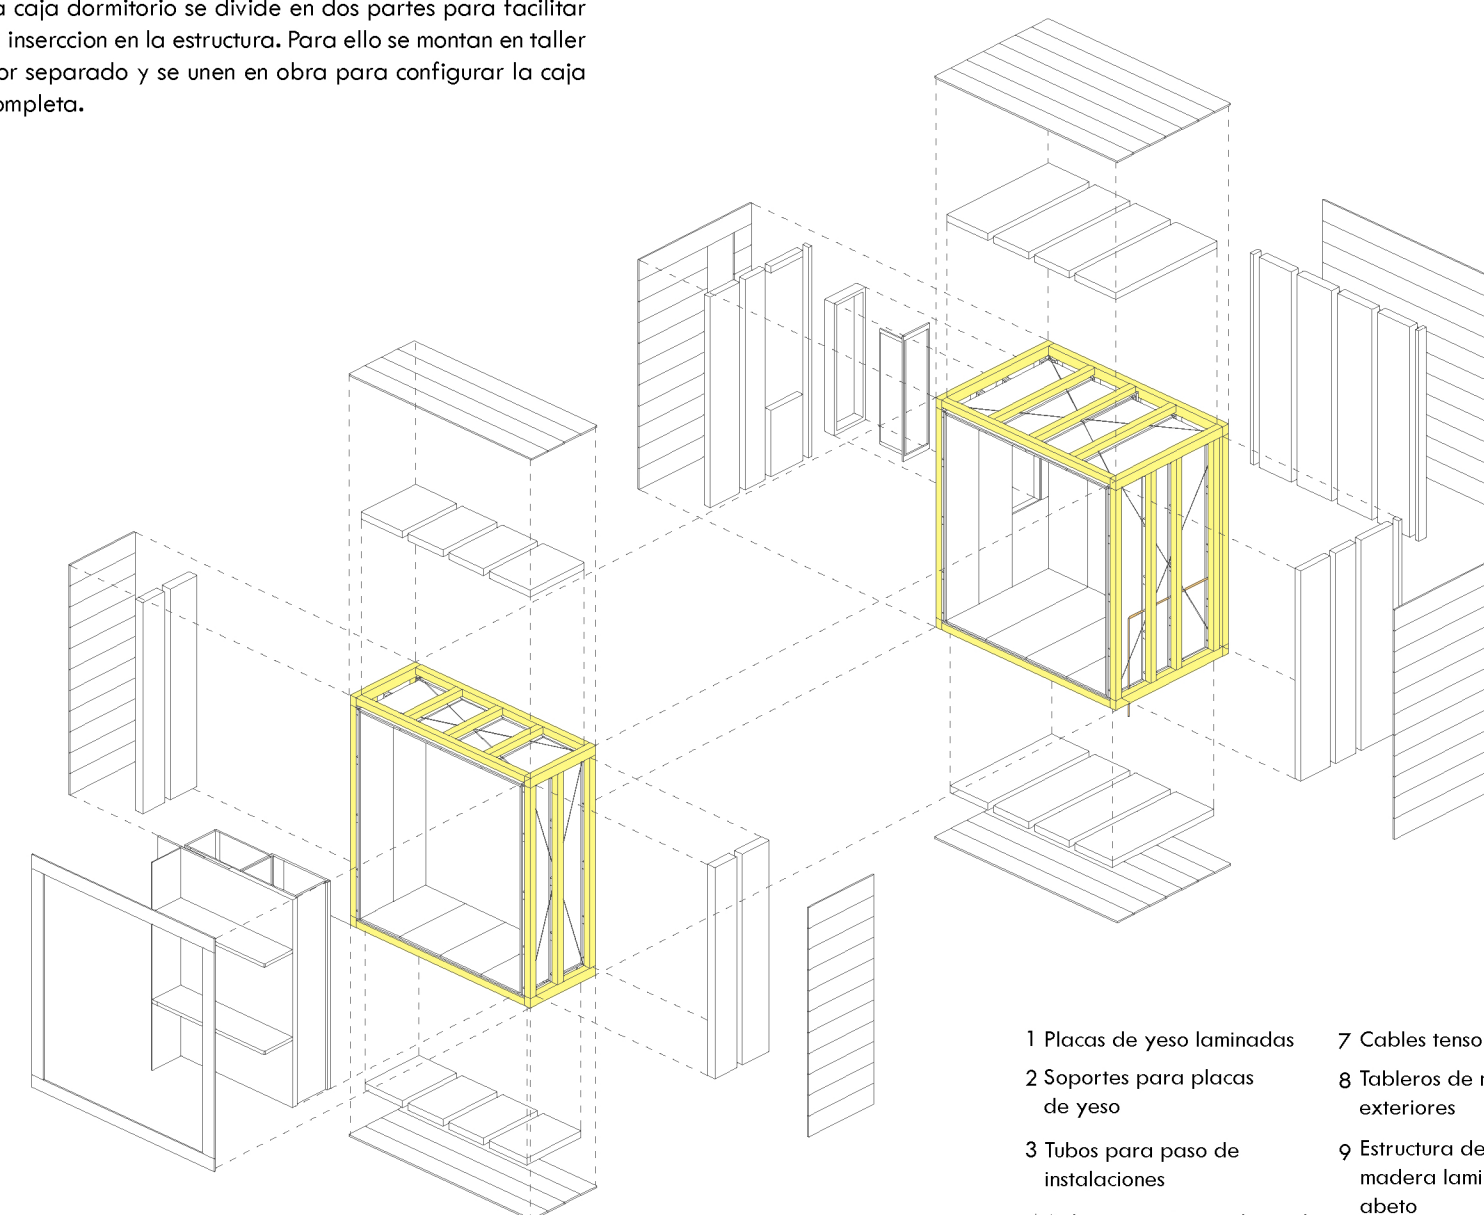 a caja dormitorio se divide en dos partes para facilitar
inserccion en la estructura. Para ello se montan en taller
or separado y se unen en obra para configurar la caja
ompleta.
1 Placas de yeso laminadas
2 Soportes para placas
de yeso
3 Tubos para paso de
instalaciones
7 Cables tenso
8 Tableros de
exteriores
9 Estructura de
madera lami
abeto